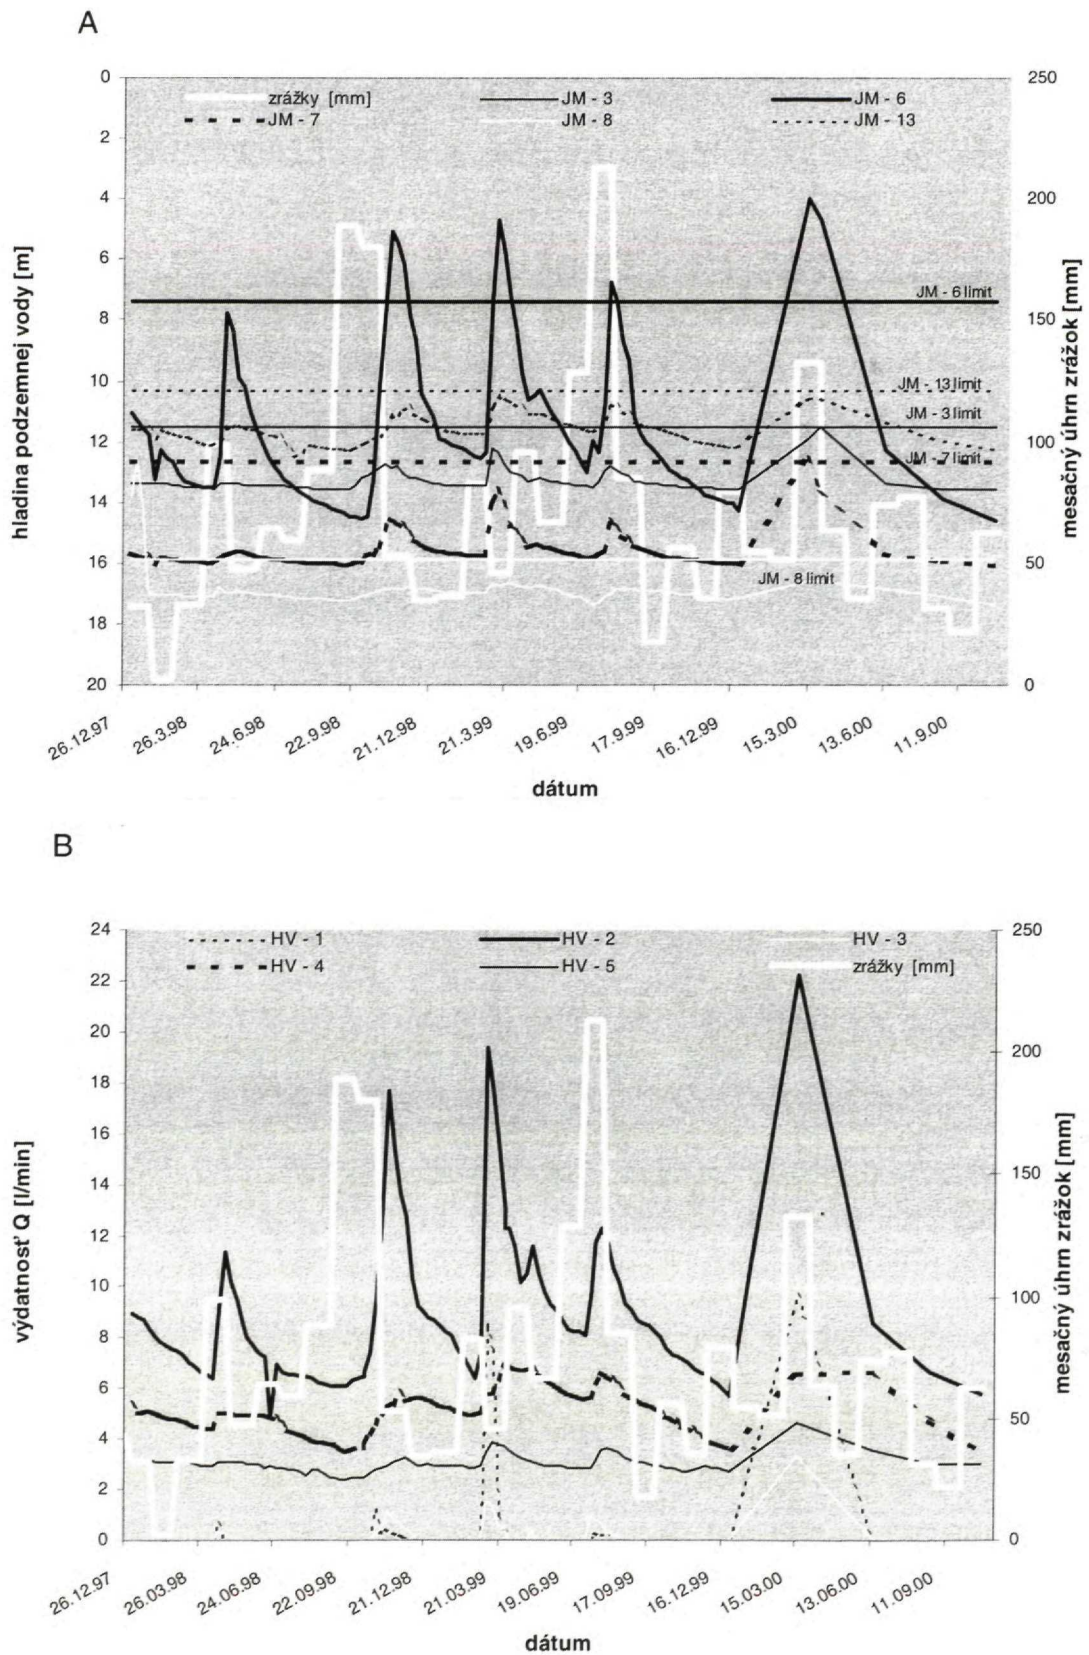 A
0
2
4
6
8
10
12
14
16
18
20
hladina podzemnej vody [m]
250
200
150
100
50
0
mesačný úhrn zrážok [mm]
zrážky [mm] JM - 3 JM - 6
JM - 7 JM - 8 JM - 13
JM - 6 limit
JM - 13 limit
JM - 3 limit
JM - 7 limit
JM - 8 limit
26.12.97 26.3.98 24.6.98 22.9.98 21.12.98 21.3.99 19.6.99 17.9.99 16.12.99 15.3.00 13.6.00 11.9.00
dátum
B
24
22
20
18
16
14
12
10
8
6
4
2
0
výdatnosť Q [l/min]
250
200
150
100
50
0
mesačný úhrn zrážok [mm]
HV - 1 HV - 2 HV - 3
HV - 4 HV - 5 zrážky [mm]
26.12.97 26.03.98 24.06.98 22.09.98 21.12.98 21.03.99 19.06.99 17.09.99 16.12.99 15.03.00 13.06.00 11.09.00
dátum